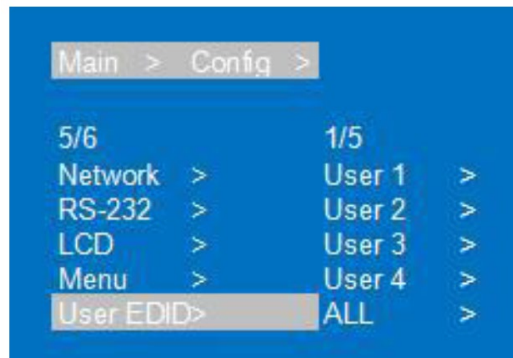 Main > Config >
5/6 1/5
Network > User 1 >
RS-232 > User 2 >
LCD > User 3 >
Menu > User 4 >
User EDID> ALL >